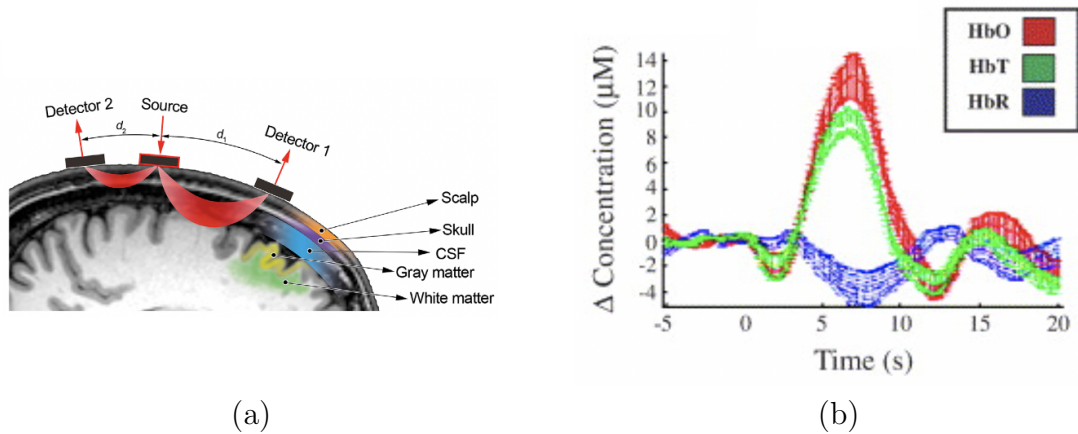 Detector 2
Source
d₂
d₁
Detector 1
Scalp
Skull
CSF
Gray matter
White matter
(a)
HbO
HbT
HbR
Δ Concentration (μM)
14
12
10
8
6
4
2
0
-2
-4
-5
0
5
10
15
20
Time (s)
(b)